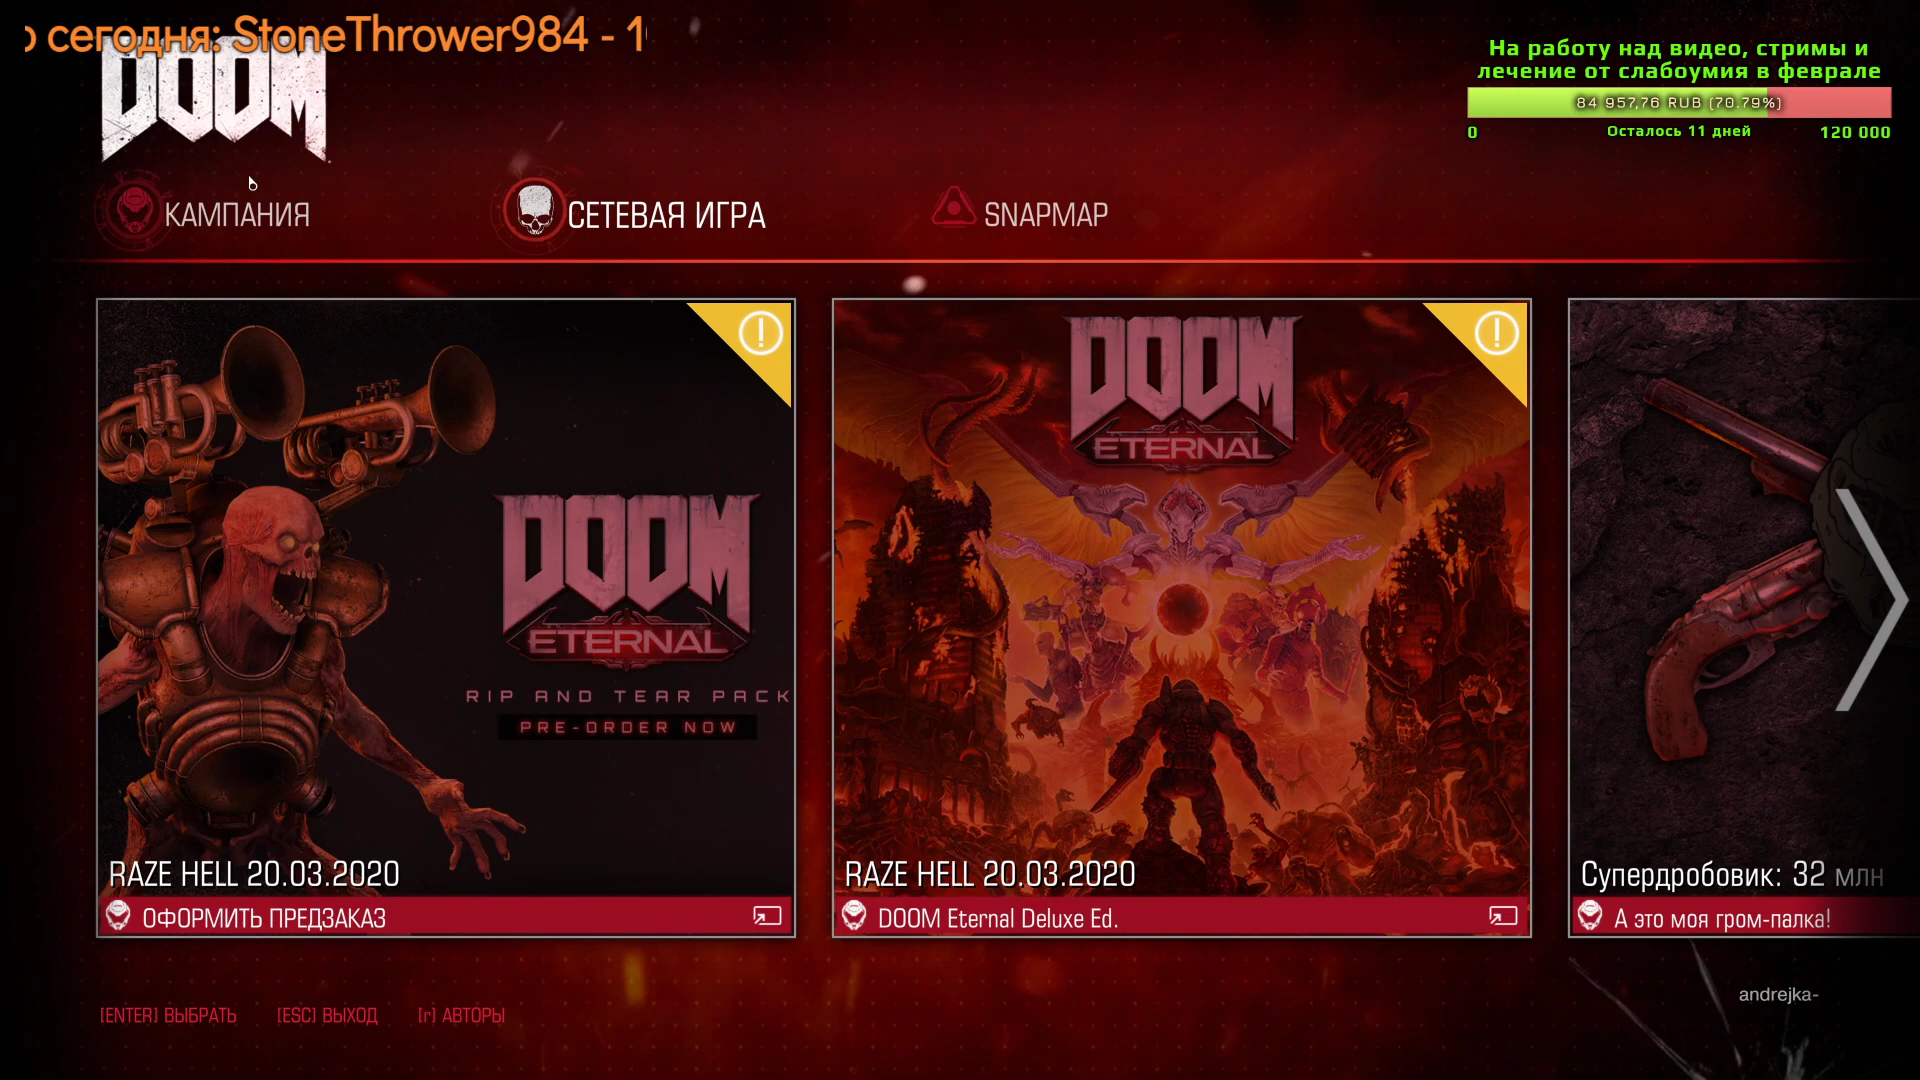 сегодня: StoneThrower984 - 1
DOOM
На работу над видео, стримы и
лечение от слабоумия в феврале
84 957,76 RUB (70.79%)
0
Осталось 11 дней
120 000
КАМПАНИЯ
СЕТЕВАЯ ИГРА
SNAPMAP
DOOM
ETERNAL
RIP AND TEAR PACK
PRE-ORDER NOW
RAZE HELL 20.03.2020
ОФОРМИТЬ ПРЕДЗАКАЗ
DOOM
ETERNAL
RAZE HELL 20.03.2020
DOOM Eternal Deluxe Ed.
Супердробовик: 32 млн
А это моя гром-палка!
andrejka-
[ENTER] ВЫБРАТЬ
[ESC] ВЫХОД
[r] АВТОРЫ